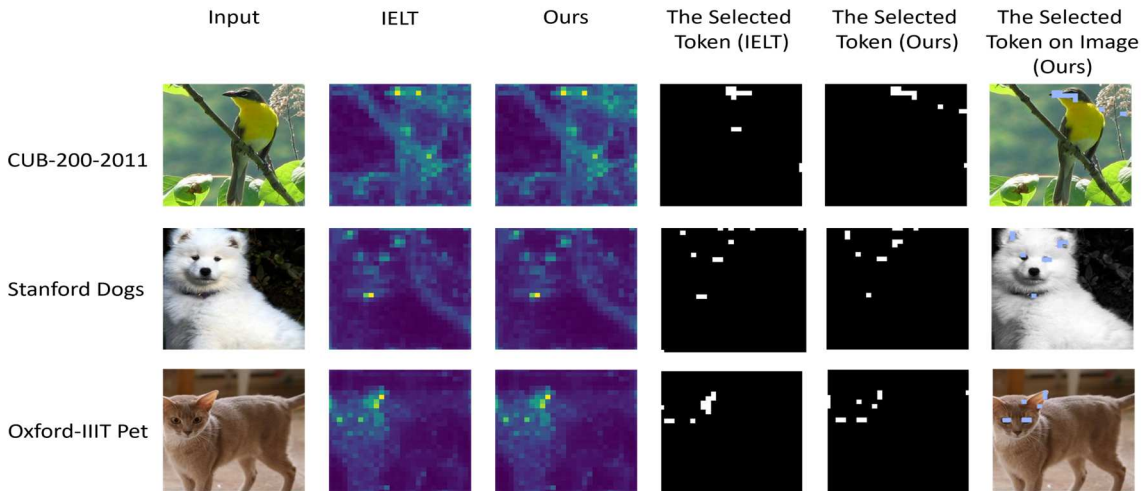 Input
IELT
Ours
The Selected
Token (IELT)
The Selected
Token (Ours)
The Selected
Token on Image
(Ours)
CUB-200-2011
Stanford Dogs
Oxford-IIIT Pet